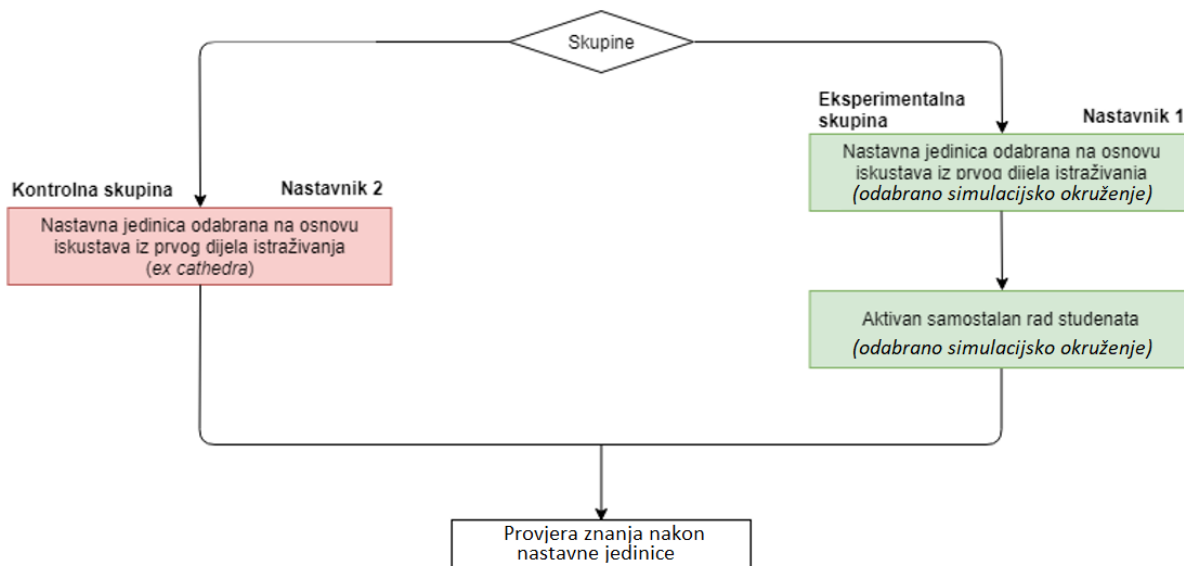 Skupine
Kontrolna skupina
Nastavnik 2
Nastavna jedinica odabrana na osnovu
iskustava iz prvog dijela istraživanja
(ex cathedra)
Eksperimentalna
skupina
Nastavnik 1
Nastavna jedinica odabrana na osnovu
iskustava iz prvog dijela istraživanja
(odabrano simulacijsko okruženje)
Aktivan samostalan rad studenata
(odabrano simulacijsko okruženje)
Provjera znanja nakon
nastavne jedinice